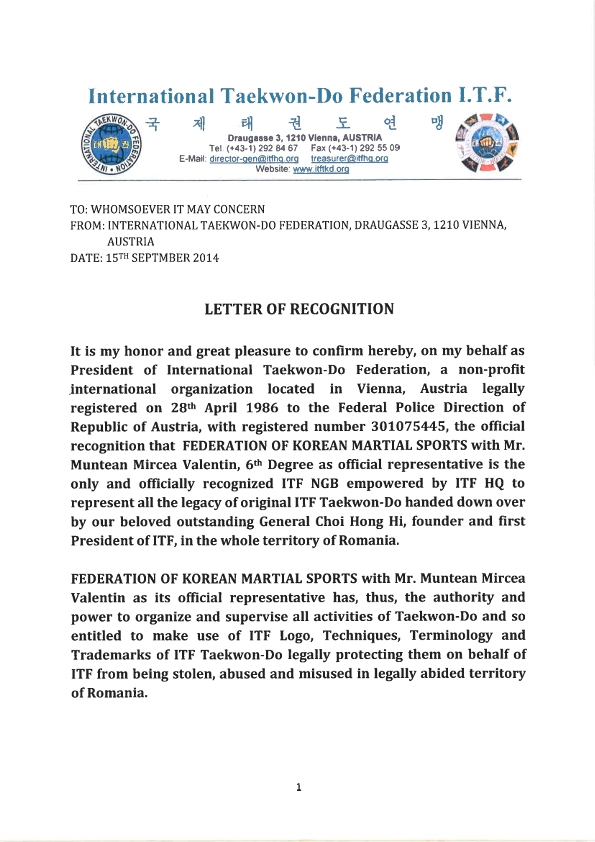 International Taekwon-Do Federation I.T.F.
국 제 태 권 도 연 맹
Draugasse 3, 1210 Vienna, AUSTRIA
Tel (+43-1) 292 84 67 Fax (+43-1) 292 55 09
E-Mail: director-gen@itfhq.org treasurer@itfhq.org
Website: www.itftkd.org
INTERNATIONAL TAEKWON-DO FEDERATION
태 권
TO: WHOMSOEVER IT MAY CONCERN
FROM: INTERNATIONAL TAEKWON-DO FEDERATION, DRAUGASSE 3, 1210 VIENNA,
AUSTRIA
DATE: 15TH SEPTMBER 2014
LETTER OF RECOGNITION
It is my honor and great pleasure to confirm hereby, on my behalf as
President of International Taekwon-Do Federation, a non-profit
international organization located in Vienna, Austria legally
registered on 28th April 1986 to the Federal Police Direction of
Republic of Austria, with registered number 301075445, the official
recognition that FEDERATION OF KOREAN MARTIAL SPORTS with Mr.
Muntean Mircea Valentin, 6th Degree as official representative is the
only and officially recognized ITF NGB empowered by ITF HQ to
represent all the legacy of original ITF Taekwon-Do handed down over
by our beloved outstanding General Choi Hong Hi, founder and first
President of ITF, in the whole territory of Romania.
FEDERATION OF KOREAN MARTIAL SPORTS with Mr. Muntean Mircea
Valentin as its official representative has, thus, the authority and
power to organize and supervise all activities of Taekwon-Do and so
entitled to make use of ITF Logo, Techniques, Terminology and
Trademarks of ITF Taekwon-Do legally protecting them on behalf of
ITF from being stolen, abused and misused in legally abided territory
of Romania.
1